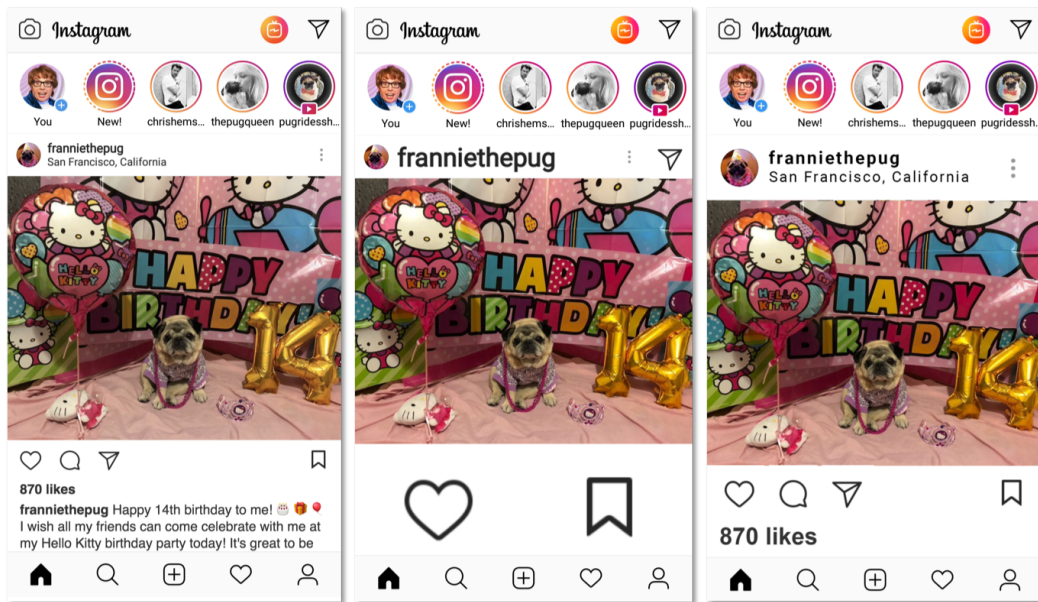 Instagram
You New! chrishems... thepugqueen pugridessh...
franniethepug
San Francisco, California
HELLO
KITTY
HAPPY
BIRTHDAY
14
870 likes
franniethepug Happy 14th birthday to me! 🎂 🎁 🎈
I wish all my friends can come celebrate with me at
my Hello Kitty birthday party today! It's great to be
Instagram
You New! chrishems... thepugqueen pugridessh...
franniethepug
HELLO
KITTY
HAPPY
BIRTHDAY
14
Instagram
You New! chrishems... thepugqueen pugridessh...
franniethepug
San Francisco, California
HELLO
KITTY
HAPPY
BIRTHDAY
14
870 likes